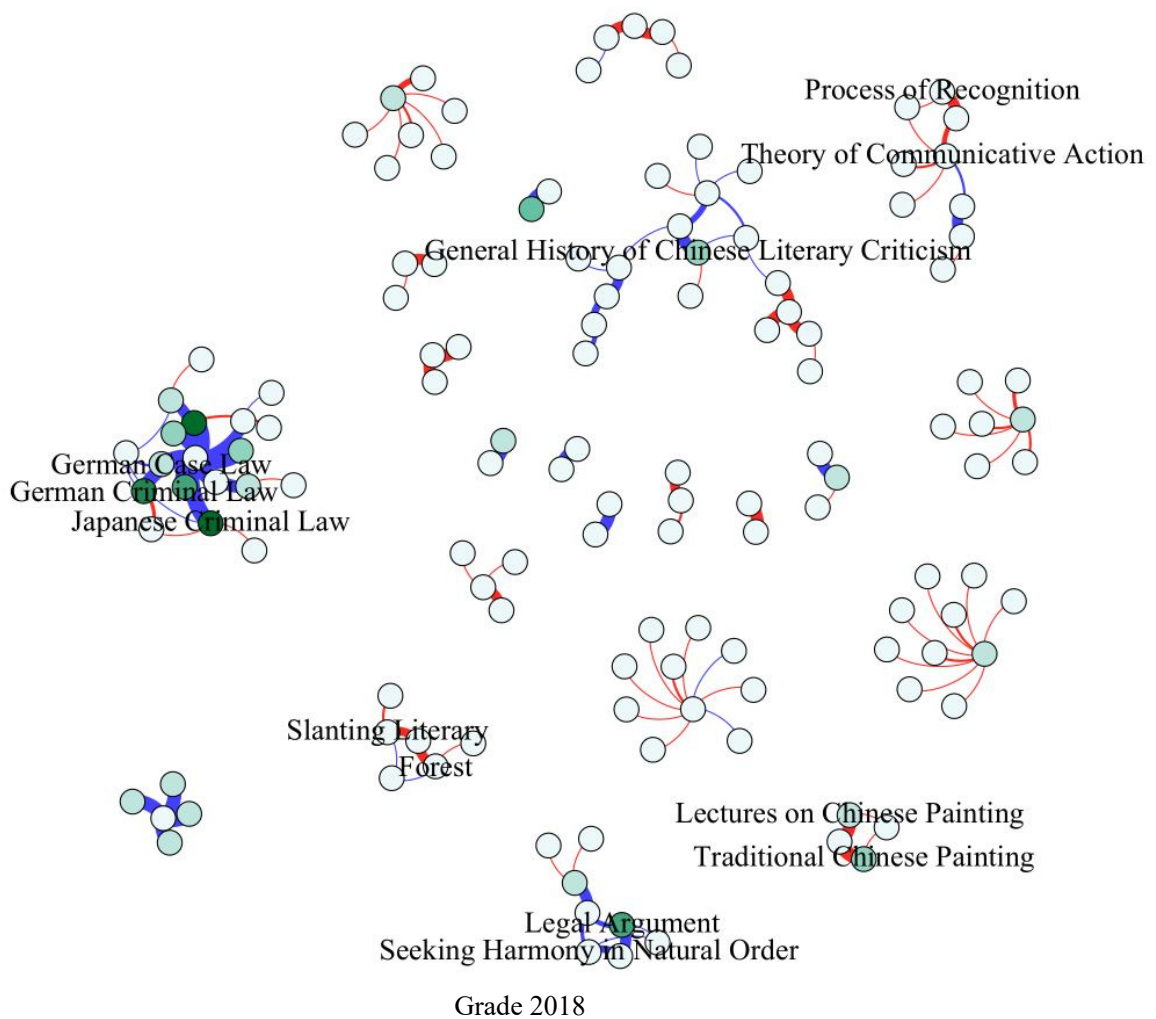 Process of Recognition
Theory of Communicative Action
General History of Chinese Literary Criticism
German Case Law
German Criminal Law
Japanese Criminal Law
Slanting Literary
Forest
Lectures on Chinese Painting
Traditional Chinese Painting
Legal Argument
Seeking Harmony in Natural Order
Grade 2018